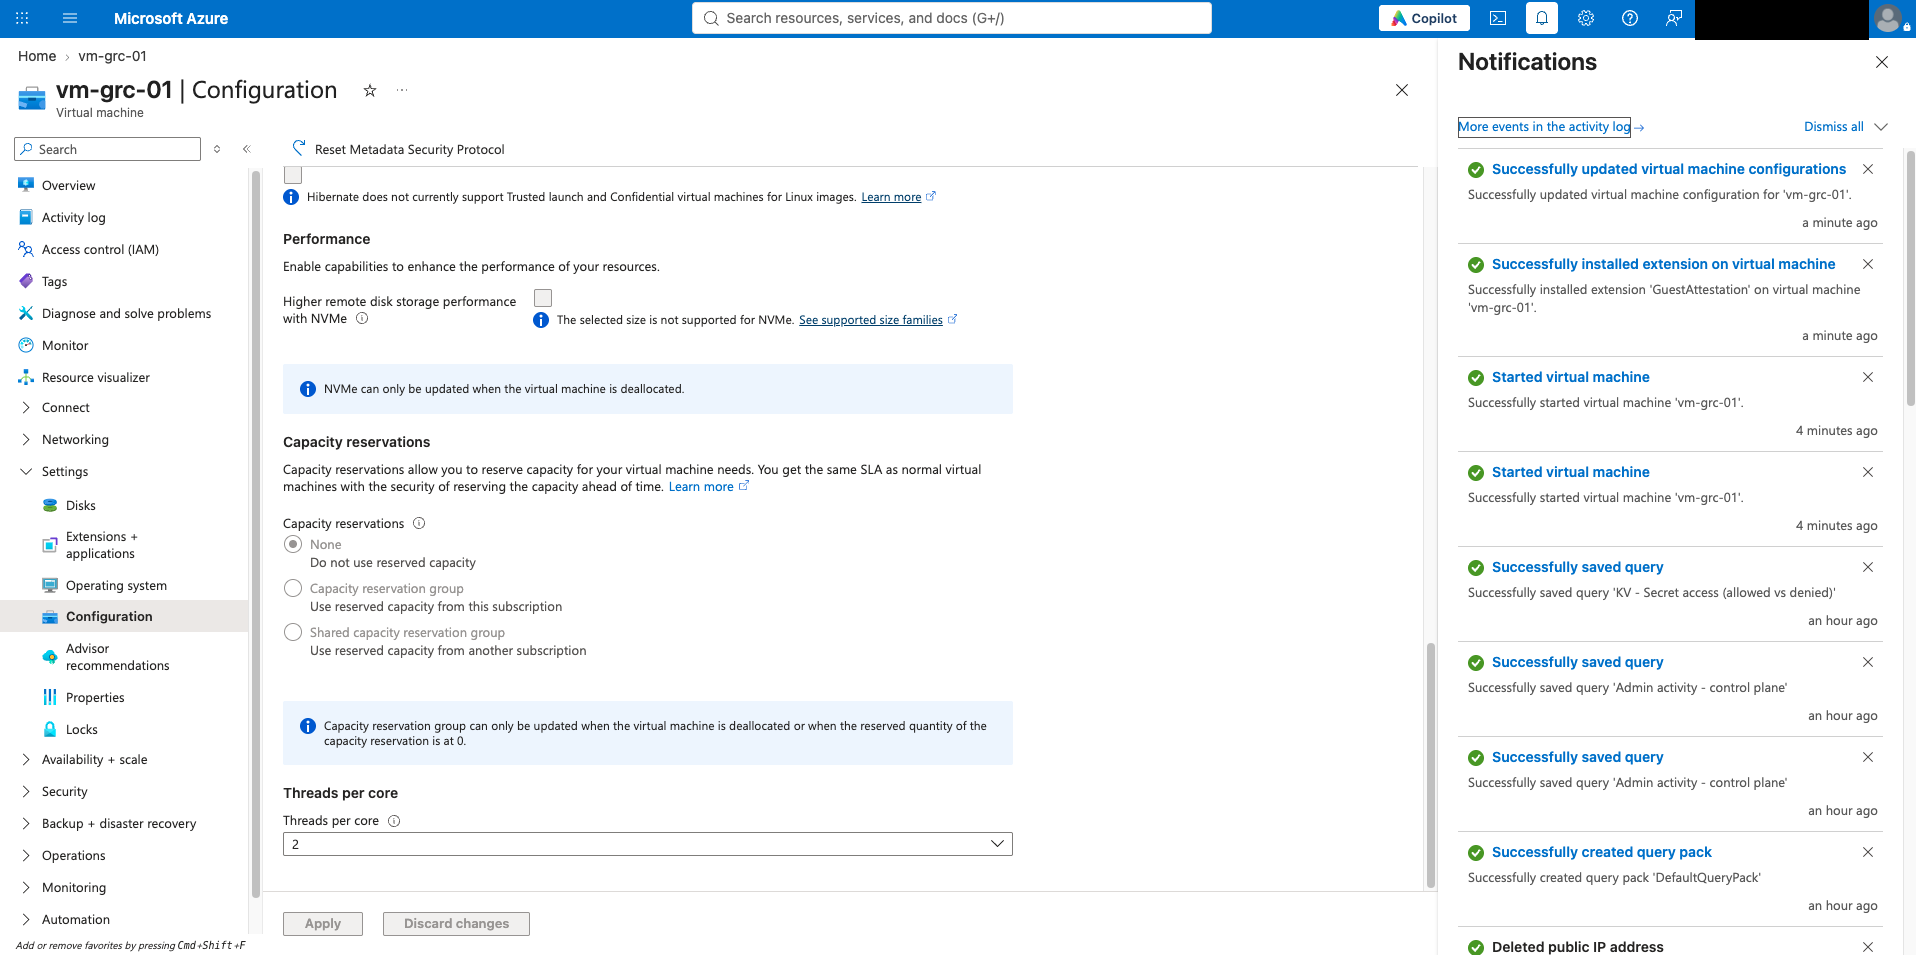 Microsoft Azure
Search resources, services, and docs (G+/)
Copilot
Home › vm-grc-01
vm-grc-01 | Configuration
Virtual machine
Search
Overview
Activity log
Access control (IAM)
Tags
Diagnose and solve problems
Monitor
Resource visualizer
Connect
Networking
Settings
Disks
Extensions +
applications
Operating system
Configuration
Advisor
recommendations
Properties
Locks
Availability + scale
Security
Backup + disaster recovery
Operations
Monitoring
Automation
Add or remove favorites by pressing Cmd+Shift+F
Reset Metadata Security Protocol
Hibernate does not currently support Trusted launch and Confidential virtual machines for Linux images. Learn more
Performance
Enable capabilities to enhance the performance of your resources.
Higher remote disk storage performance
with NVMe
The selected size is not supported for NVMe. See supported size families
NVMe can only be updated when the virtual machine is deallocated.
Capacity reservations
Capacity reservations allow you to reserve capacity for your virtual machine needs. You get the same SLA as normal virtual
machines with the security of reserving the capacity ahead of time. Learn more
Capacity reservations
None
Do not use reserved capacity
Capacity reservation group
Use reserved capacity from this subscription
Shared capacity reservation group
Use reserved capacity from another subscription
Capacity reservation group can only be updated when the virtual machine is deallocated or when the reserved quantity of the
capacity reservation is at 0.
Threads per core
Threads per core
2
Apply
Discard changes
Notifications
More events in the activity log →
Dismiss all
Successfully updated virtual machine configurations
Successfully updated virtual machine configuration for 'vm-grc-01'.
a minute ago
Successfully installed extension on virtual machine
Successfully installed extension 'GuestAttestation' on virtual machine
'vm-grc-01'.
a minute ago
Started virtual machine
Successfully started virtual machine 'vm-grc-01'.
4 minutes ago
Started virtual machine
Successfully started virtual machine 'vm-grc-01'.
4 minutes ago
Successfully saved query
Successfully saved query 'KV - Secret access (allowed vs denied)'
an hour ago
Successfully saved query
Successfully saved query 'Admin activity - control plane'
an hour ago
Successfully saved query
Successfully saved query 'Admin activity - control plane'
an hour ago
Successfully created query pack
Successfully created query pack 'DefaultQueryPack'
an hour ago
Deleted public IP address